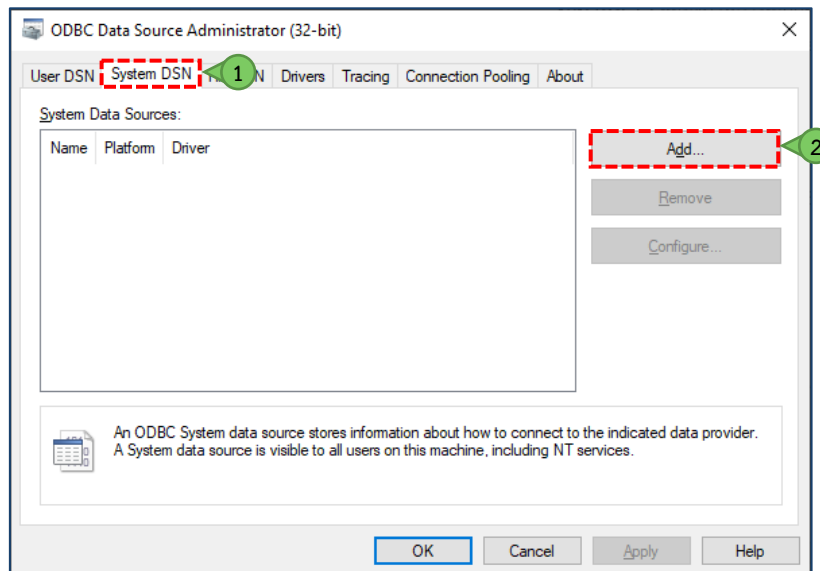 ODBC Data Source Administrator (32-bit)
User DSN System DSN 1 N Drivers Tracing Connection Pooling About
System Data Sources:
Name Platform Driver
Add... 2
Remove
Configure...
An ODBC System data source stores information about how to connect to the indicated data provider.
A System data source is visible to all users on this machine, including NT services.
OK Cancel Apply Help